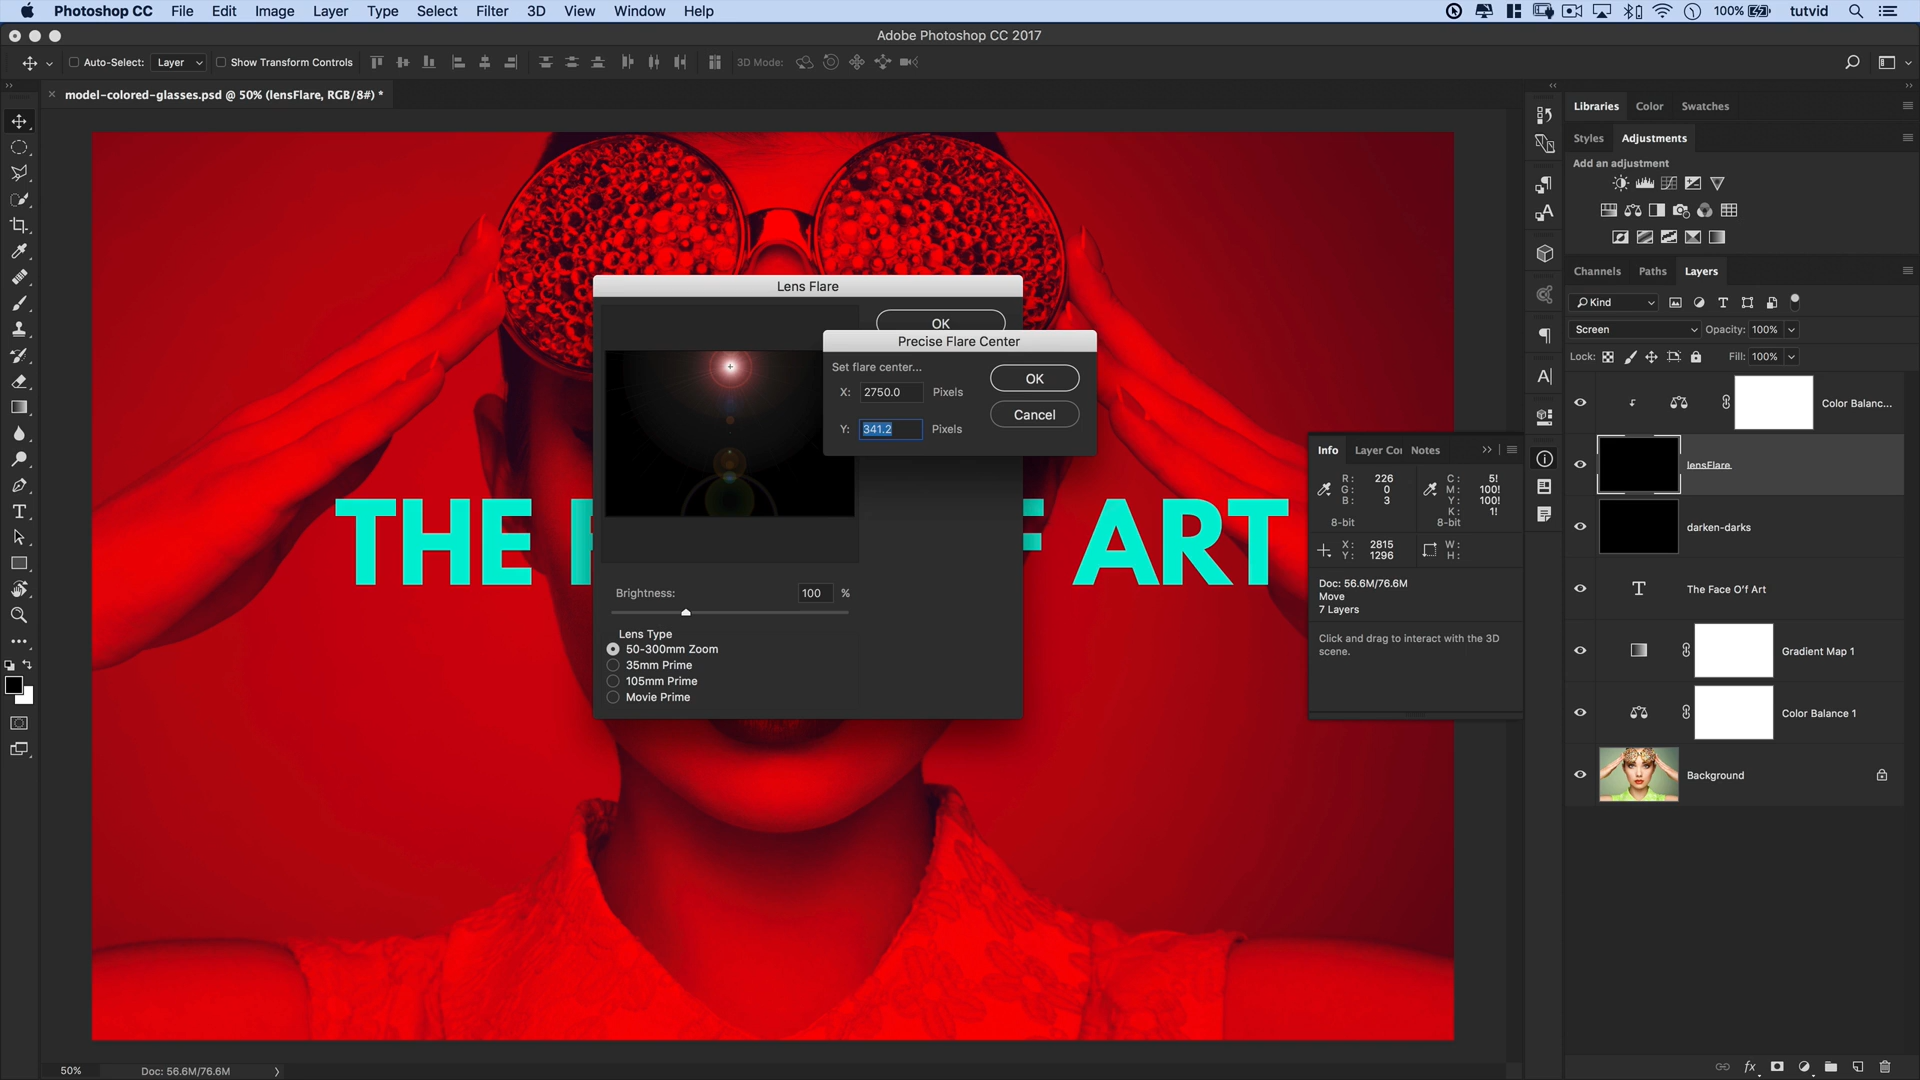 Photoshop CC File Edit Image Layer Type Select Filter 3D View Window Help 100% tutvid
Adobe Photoshop CC 2017
Auto-Select: Layer Show Transform Controls 3D Mode:
× model-colored-glasses.psd @ 50% (lensFlare, RGB/8#) *
Libraries Color Swatches
Styles Adjustments
Add an adjustment
Channels Paths Layers
Kind
Screen Opacity: 100%
Lock: Fill: 100%
Color Balanc...
lensFlare
darken-darks
The Face O'f Art
Gradient Map 1
Color Balance 1
Background
Lens Flare
OK
Precise Flare Center
Set flare center...
X: 2750.0 Pixels
Y: 341.2 Pixels
OK
Cancel
Brightness: 100 %
Lens Type
50-300mm Zoom
35mm Prime
105mm Prime
Movie Prime
THE F F ART
Info Layer Co Notes
R: 226 C: 5!
G: 0 M: 100!
B: 3 Y: 100!
K: 1!
8-bit 8-bit
X: 2815 W:
Y: 1296 H:
Doc: 56.6M/76.6M
Move
7 Layers
Click and drag to interact with the 3D
scene.
50% Doc: 56.6M/76.6M
fx